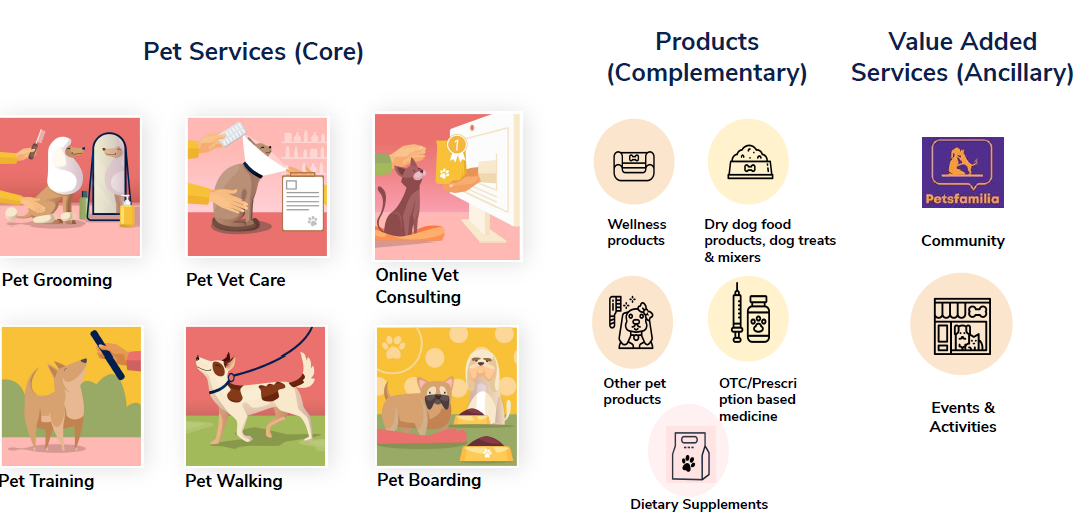 Pet Services (Core)
Pet Grooming
Pet Vet Care
1
Online Vet
Consulting
Pet Training
Pet Walking
Pet Boarding
Products
(Complementary)
Wellness
products
Dry dog food
products, dog treats
& mixers
Other pet
products
OTC/Prescri
ption based
medicine
Dietary Supplements
Value Added
Services (Ancillary)
Petsfamilia
Community
Events &
Activities